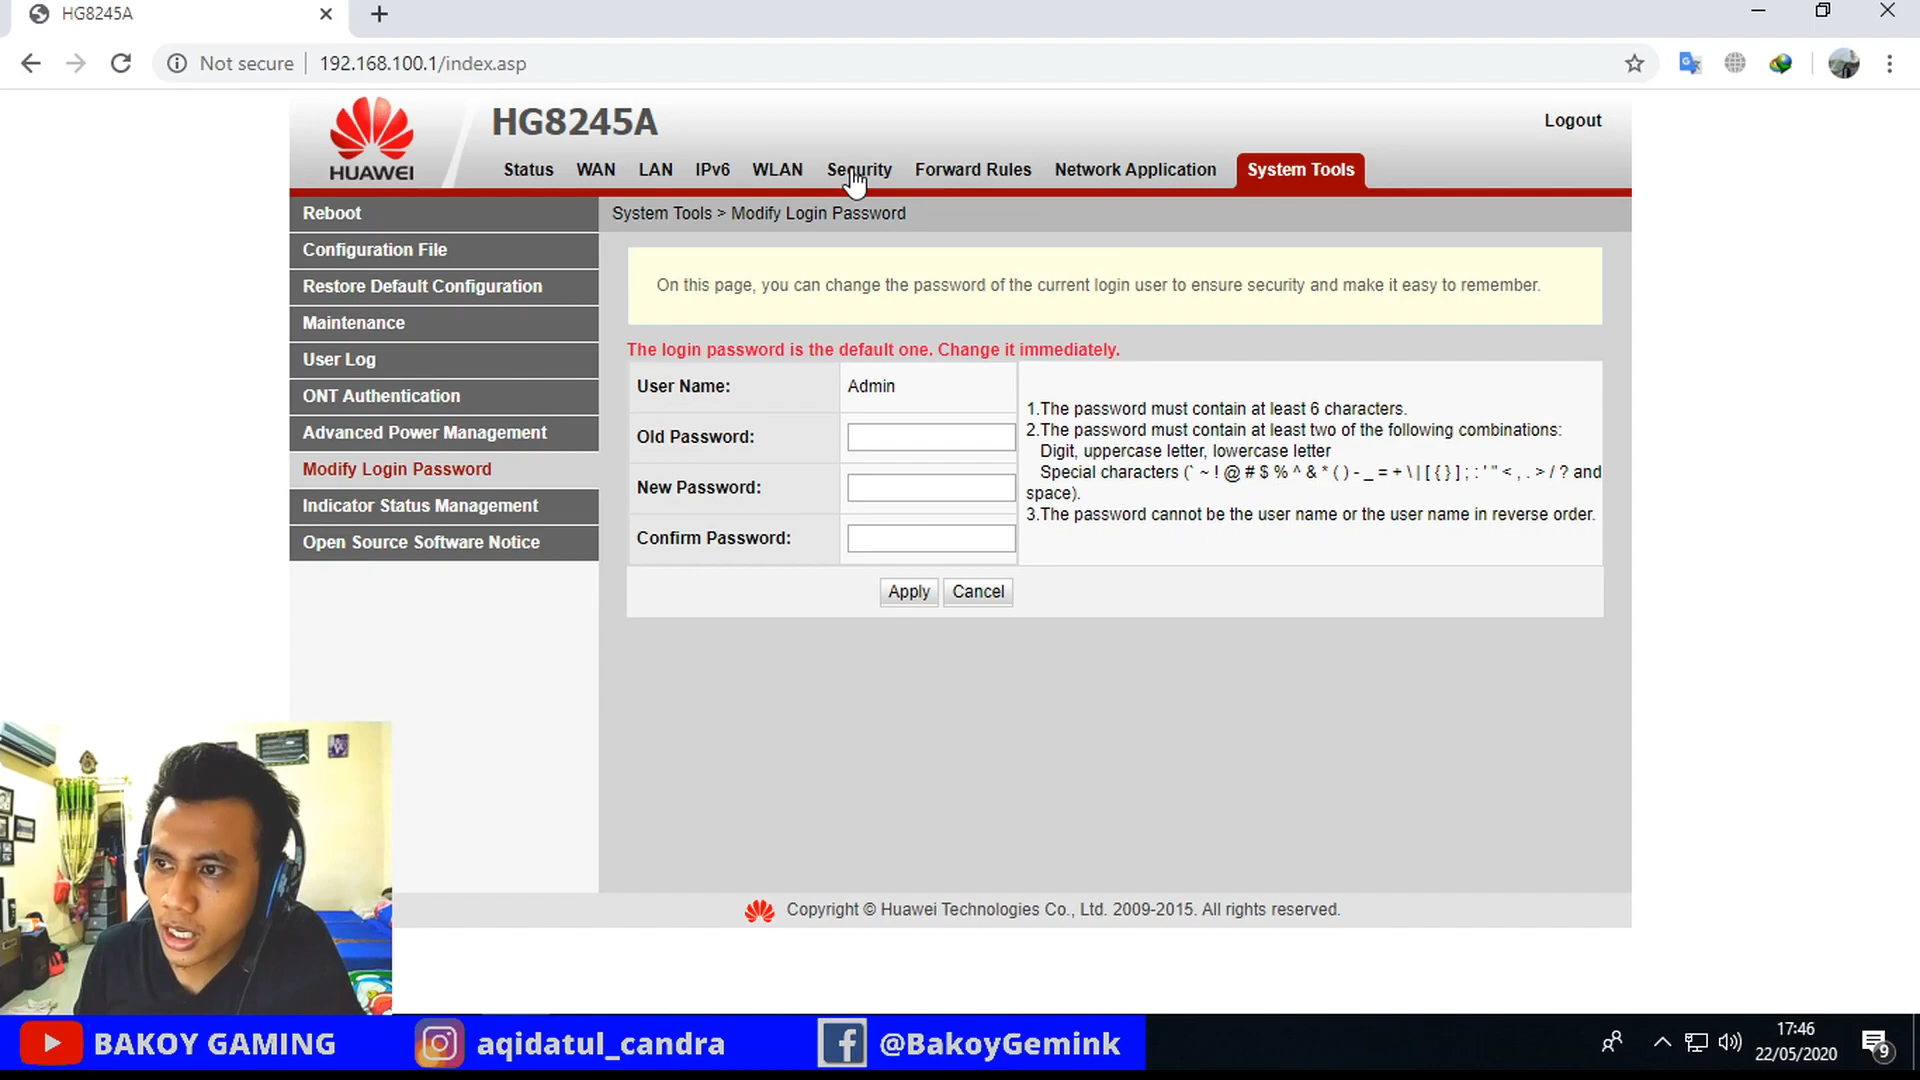 HG8245A
Not secure
192.168.100.1/index.asp
HUAWEI
HG8245A
Logout
Status WAN LAN IPv6 WLAN Security Forward Rules Network Application System Tools
Reboot
Configuration File
Restore Default Configuration
Maintenance
User Log
ONT Authentication
Advanced Power Management
Modify Login Password
Indicator Status Management
Open Source Software Notice
System Tools > Modify Login Password
On this page, you can change the password of the current login user to ensure security and make it easy to remember.
The login password is the default one. Change it immediately.
User Name: Admin
Old Password:
New Password:
Confirm Password:
1.The password must contain at least 6 characters.
2.The password must contain at least two of the following combinations:
Digit, uppercase letter, lowercase letter
Special characters (` ~ ! @ # $ % ^ & * ( ) - _ = + \ | [ { } ] ; : ' " < , . > / ? and
space).
3.The password cannot be the user name or the user name in reverse order.
Apply Cancel
Copyright © Huawei Technologies Co., Ltd. 2009-2015. All rights reserved.
BAKOY GAMING
aqidatul_candra
@BakoyGemink
17:46
22/05/2020
9